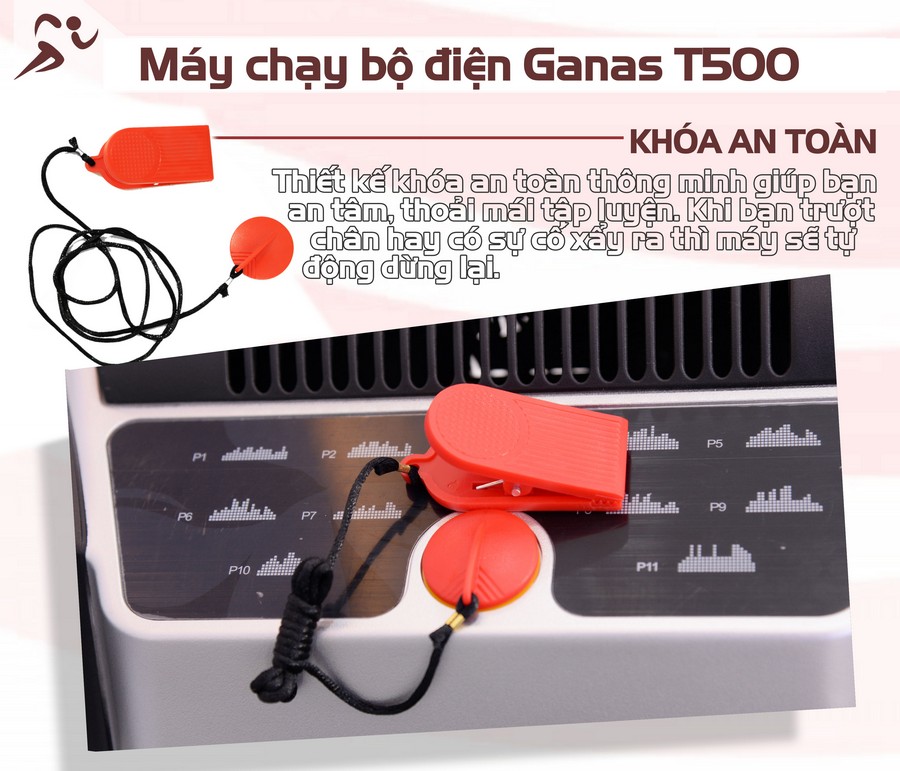 Máy chạy bộ điện Ganas T500
KHÓA AN TOÀN
Thiết kế khóa an toàn thông minh giúp bạn
an tâm, thoải mái tập luyện. Khi bạn trượt
chân hay có sự cố xẩy ra thì máy sẽ tự
động dừng lại.
P1 P2 P5
P6 P7 P9
P10 P11